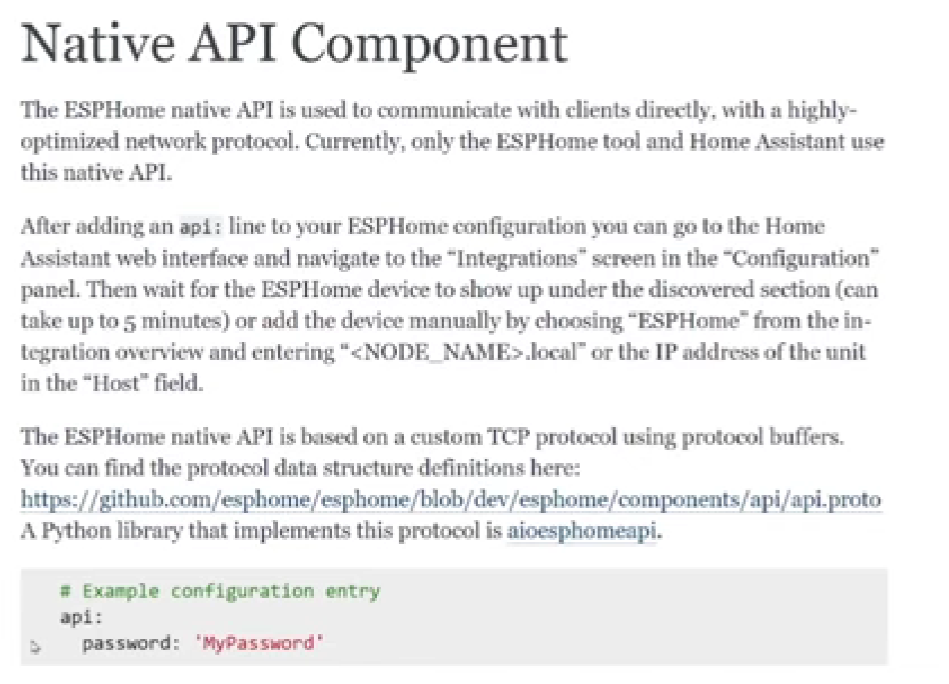 Native API Component
The ESPHome native API is used to communicate with clients directly, with a highly-
optimized network protocol. Currently, only the ESPHome tool and Home Assistant use
this native API.
After adding an api: line to your ESPHome configuration you can go to the Home
Assistant web interface and navigate to the “Integrations” screen in the “Configuration”
panel. Then wait for the ESPHome device to show up under the discovered section (can
take up to 5 minutes) or add the device manually by choosing “ESPHome” from the in-
tegration overview and entering “<NODE_NAME>.local” or the IP address of the unit
in the “Host” field.
The ESPHome native API is based on a custom TCP protocol using protocol buffers.
You can find the protocol data structure definitions here:
https://github.com/esphome/esphome/blob/dev/esphome/components/api/api.proto
A Python library that implements this protocol is aioesphomeapi.
# Example configuration entry
api:
  password: 'MyPassword'